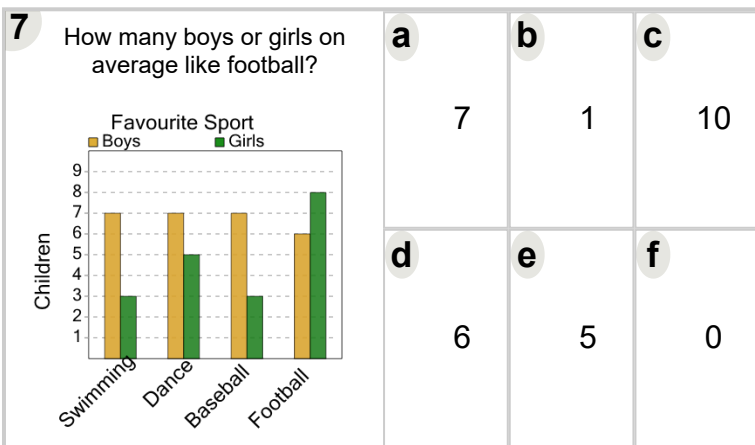 7
How many boys or girls on
average like football?
Favourite Sport
Boys Girls
Children
9
8
7
6
5
4
3
2
1
Swimming
Dance
Baseball
Football
a
7
b
1
c
10
d
6
e
5
f
0